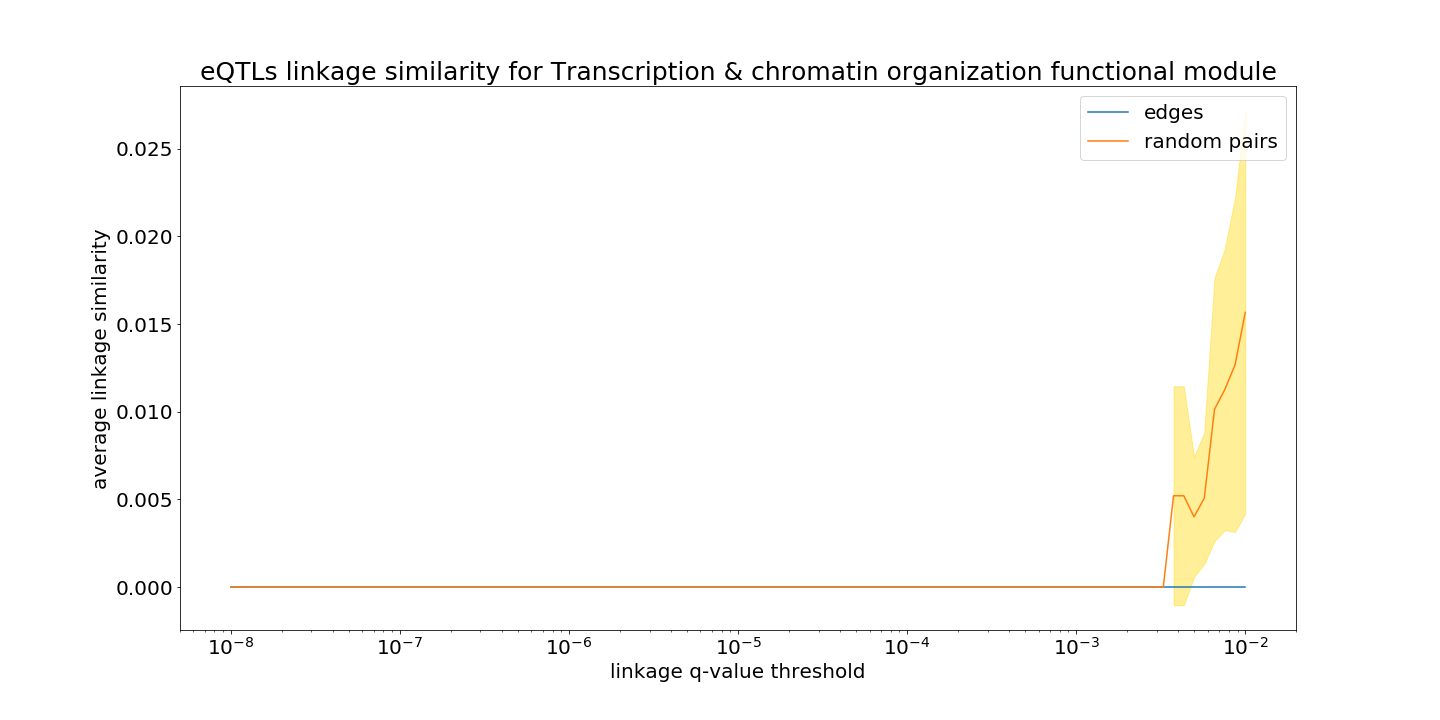 eQTLs linkage similarity for Transcription & chromatin organization functional module
edges
random pairs
average linkage similarity
0.025
0.020
0.015
0.010
0.005
0.000
10⁻⁸ 10⁻⁷ 10⁻⁶ 10⁻⁵ 10⁻⁴ 10⁻³ 10⁻²
linkage q-value threshold